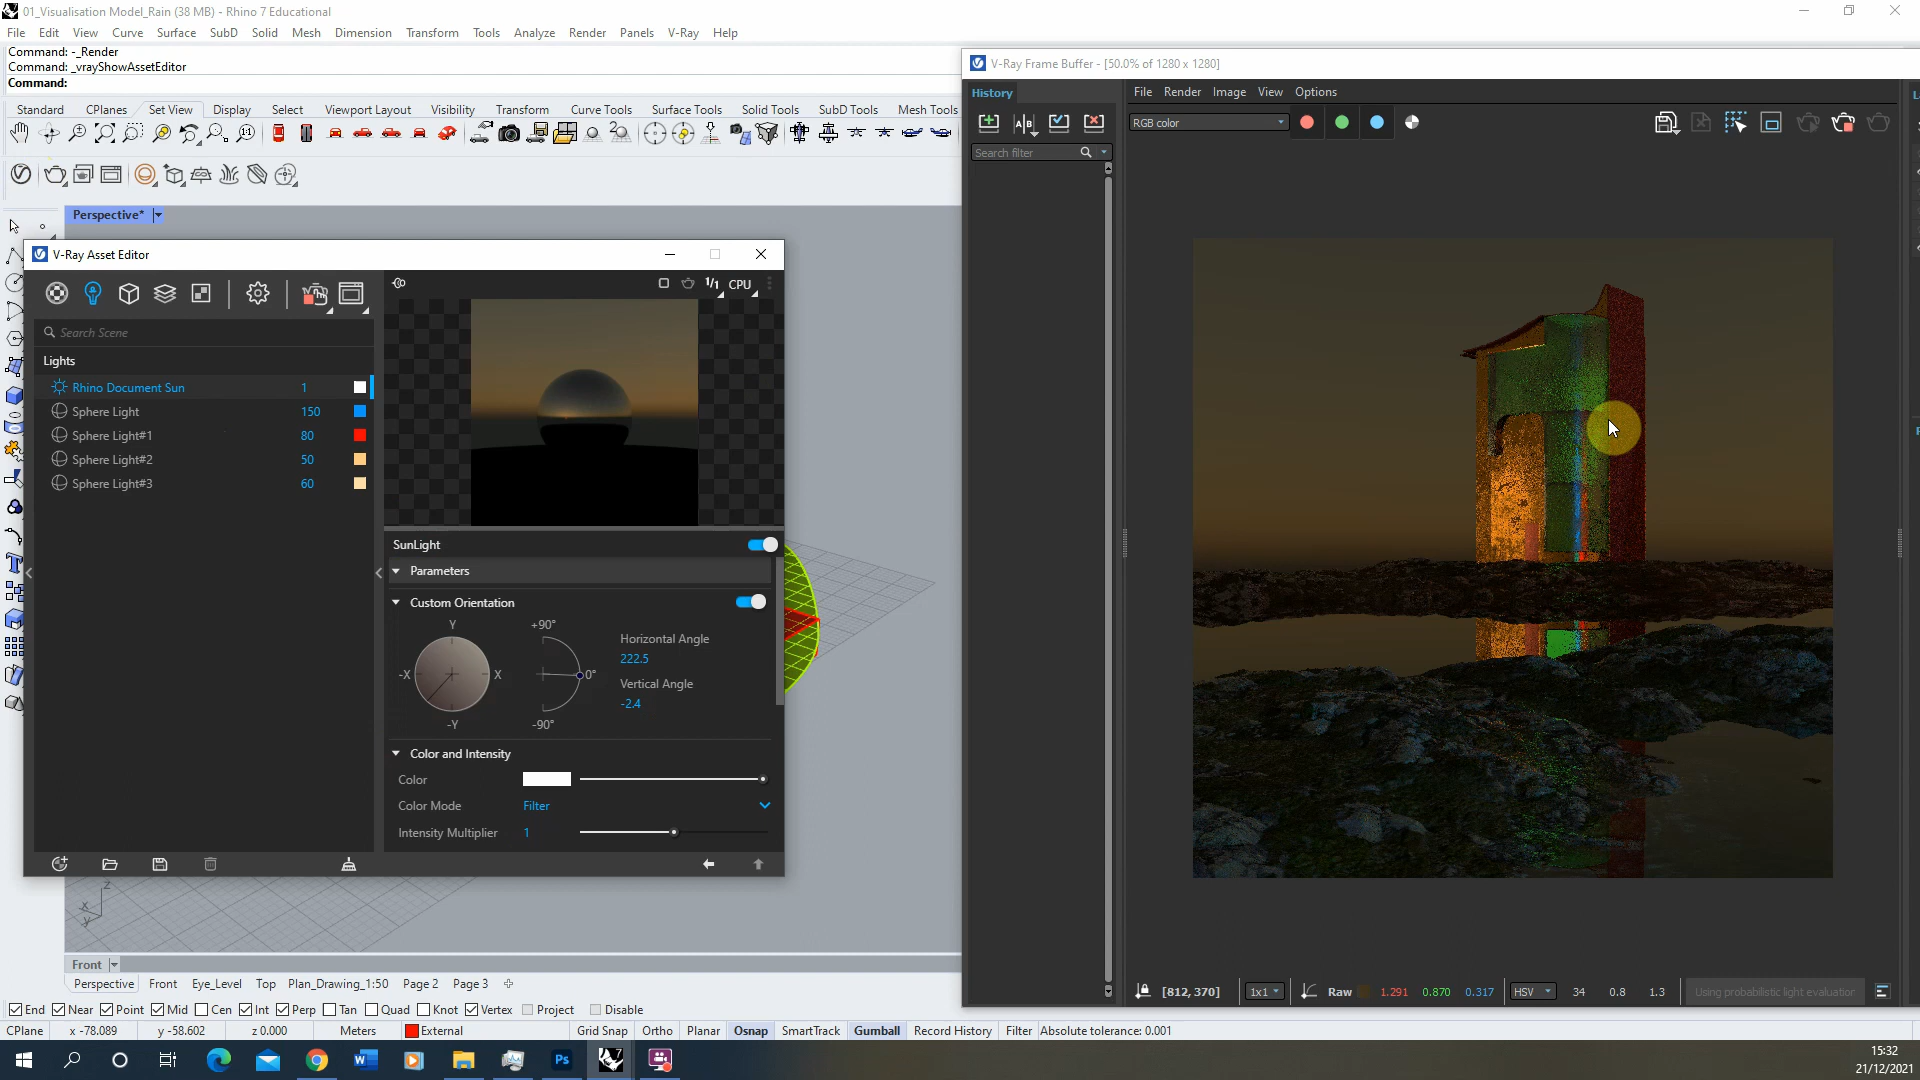 01_Visualisation Model_Rain (38 MB) - Rhino 7 Educational
File Edit View Curve Surface SubD Solid Mesh Dimension Transform Tools Analyze Render Panels V-Ray Help
Command: -_Render
Command: _vrayShowAssetEditor
Command:
Standard CPlanes Set View Display Select Viewport Layout Visibility Transform Curve Tools Surface Tools Solid Tools SubD Tools Mesh Tools
Perspective*
V-Ray Asset Editor
1/1 CPU
Search Scene
Lights
Rhino Document Sun 1
Sphere Light 150
Sphere Light#1 80
Sphere Light#2 50
Sphere Light#3 60
SunLight
Parameters
Custom Orientation
Y
-X X
-Y
+90°
0°
-90°
Horizontal Angle
222.5
Vertical Angle
-2.4
Color and Intensity
Color
Color Mode Filter
Intensity Multiplier 1
V-Ray Frame Buffer - [50.0% of 1280 x 1280]
History
File Render Image View Options
A B
RGB color
Search filter
[812, 370] 1x1 Raw 1.291 0.870 0.317 HSV 34 0.8 1.3 Using probabilistic light evaluation
z
x
y
Front
Perspective Front Eye_Level Top Plan_Drawing_1:50 Page 2 Page 3
End Near Point Mid Cen Int Perp Tan Quad Knot Vertex Project Disable
CPlane x -78.089 y -58.602 z 0.000 Meters External Grid Snap Ortho Planar Osnap SmartTrack Gumball Record History Filter Absolute tolerance: 0.001
15:32
21/12/2021